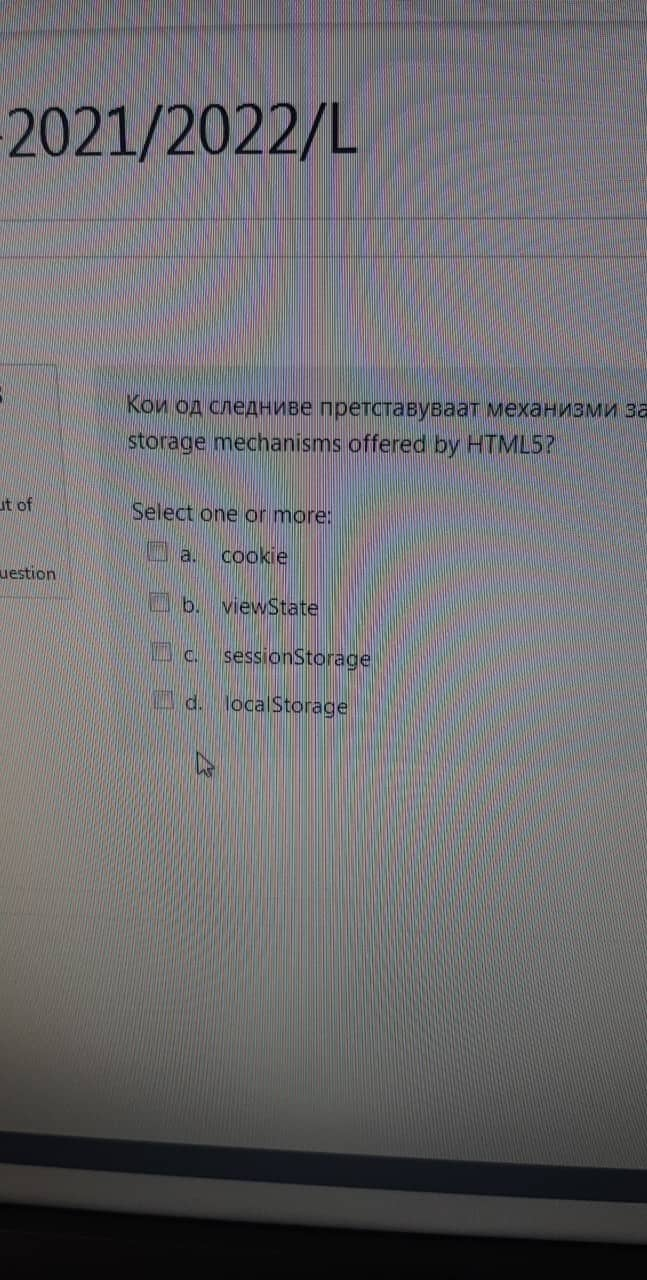 -2021/2022/L
Кои од следниве претставуваат механизми за
storage mechanisms offered by HTML5?
ut of
Select one or more:
a. cookie
uestion
b. viewState
c. sessionStorage
d. localStorage